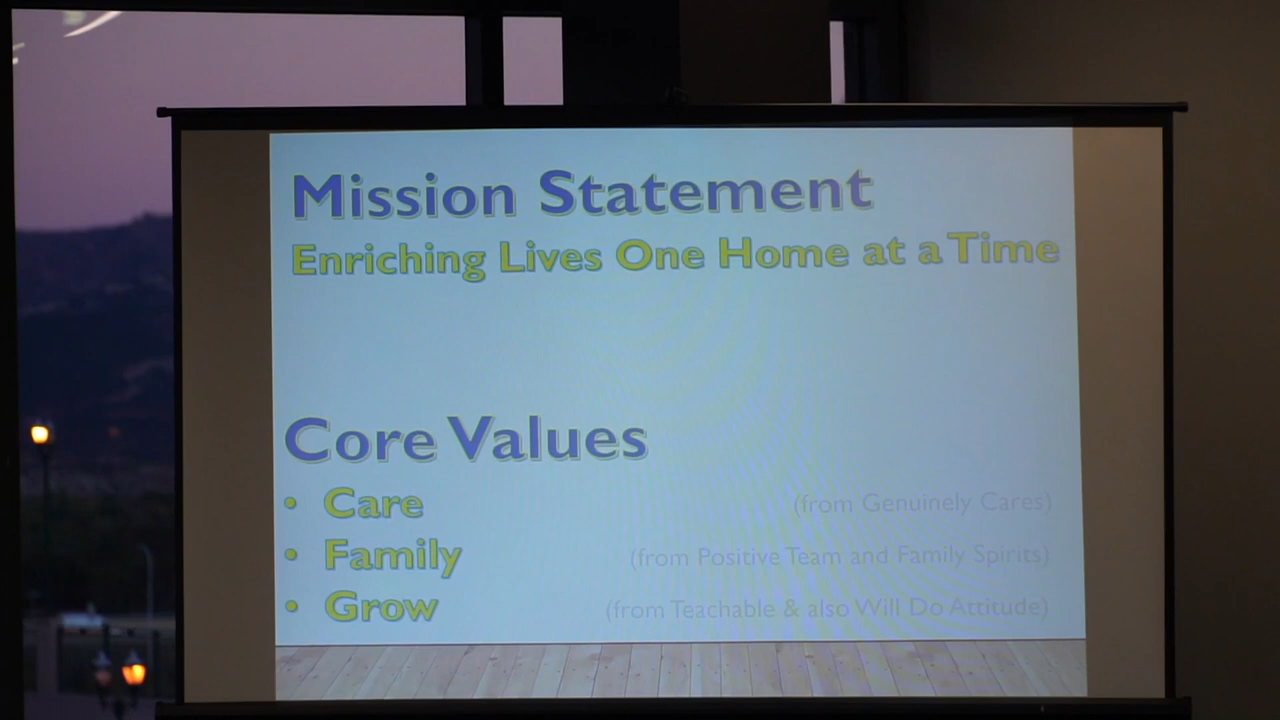 Mission Statement
Enriching Lives One Home at a Time
Core Values
• Care (from Genuinely Cares)
• Family (from Positive Team and Family Spirits)
• Grow (from Teachable & also Will Do Attitude)